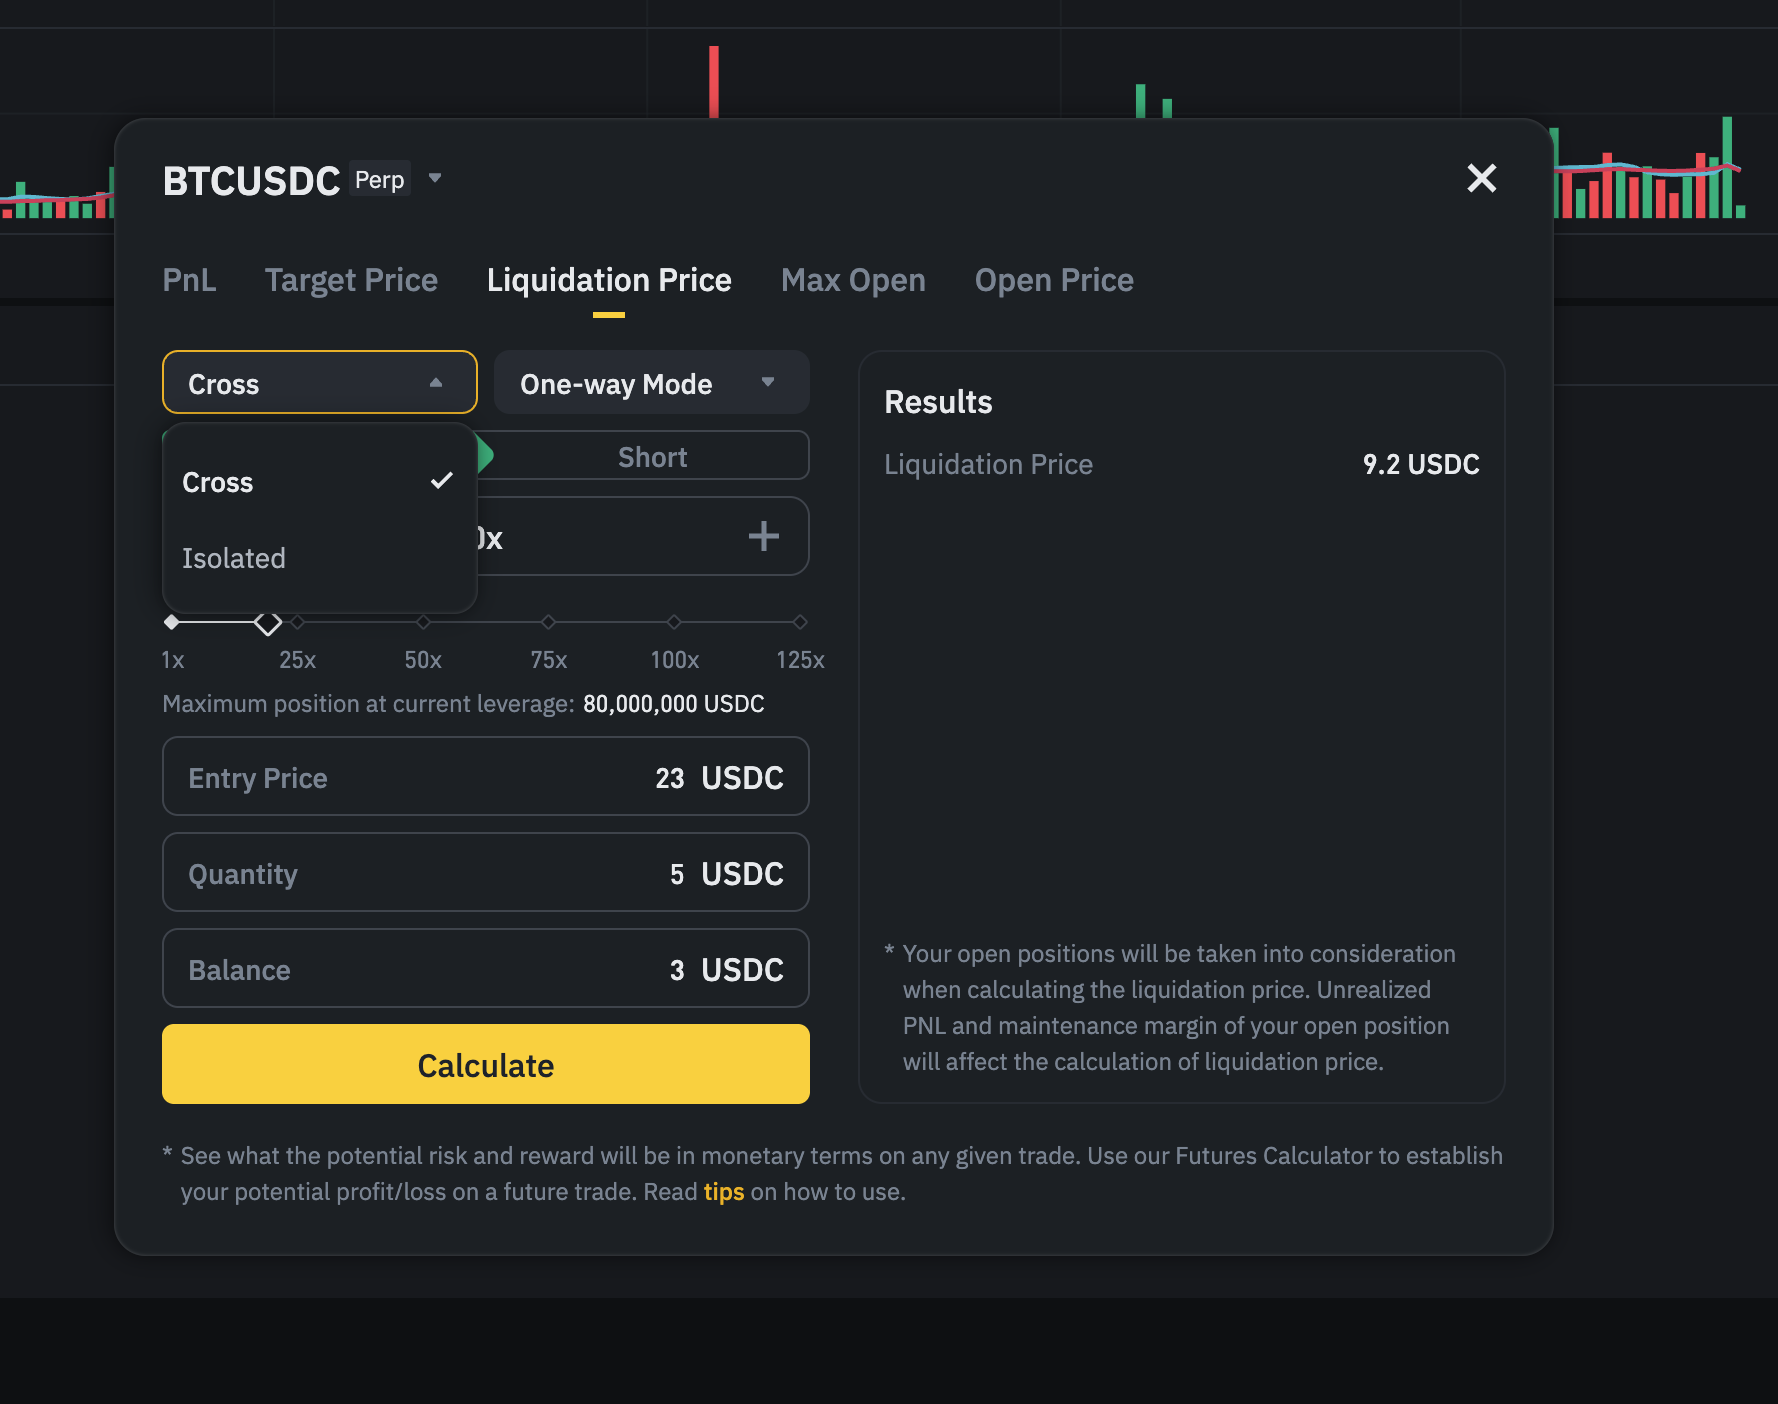 BTCUSDC Perp
PnL Target Price Liquidation Price Max Open Open Price
Cross One-way Mode
Cross
Isolated
Short
x
1x 25x 50x 75x 100x 125x
Maximum position at current leverage: 80,000,000 USDC
Entry Price 23 USDC
Quantity 5 USDC
Balance 3 USDC
Calculate
Results
Liquidation Price 9.2 USDC
* Your open positions will be taken into consideration
when calculating the liquidation price. Unrealized
PNL and maintenance margin of your open position
will affect the calculation of liquidation price.
* See what the potential risk and reward will be in monetary terms on any given trade. Use our Futures Calculator to establish
your potential profit/loss on a future trade. Read tips on how to use.